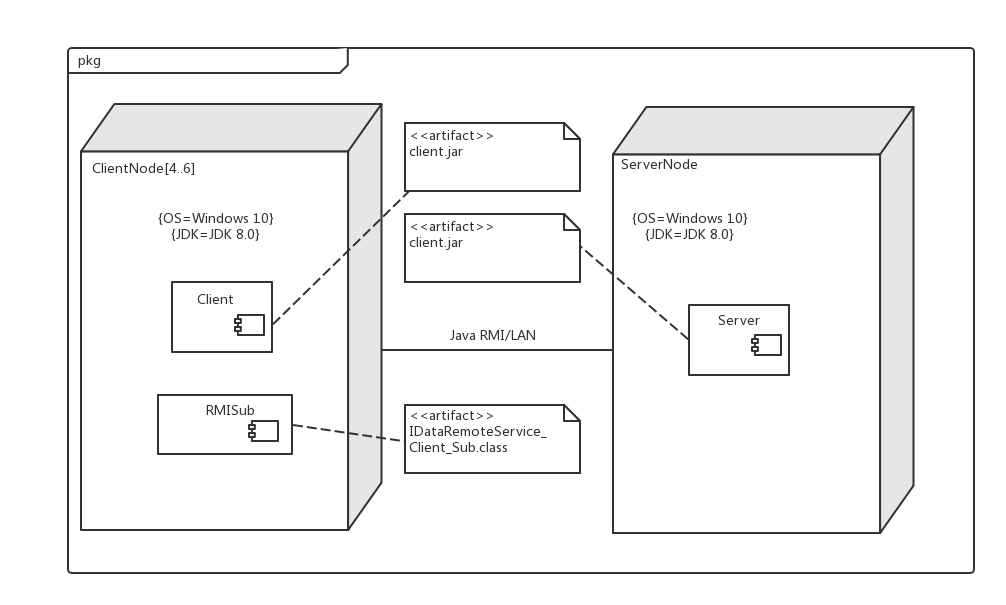 pkg
ClientNode[4..6]
{OS=Windows 10}
{JDK=JDK 8.0}
Client
RMISub
<<artifact>>
client.jar
<<artifact>>
client.jar
Java RMI/LAN
<<artifact>>
IDataRemoteService_
Client_Sub.class
ServerNode
{OS=Windows 10}
{JDK=JDK 8.0}
Server